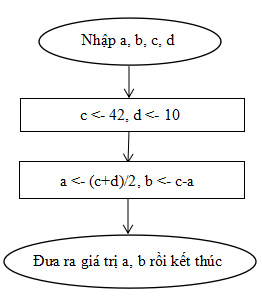 Nhập a, b, c, d
c <- 42, d <- 10
a <- (c+d)/2, b <- c-a
Đưa ra giá trị a, b rồi kết thúc